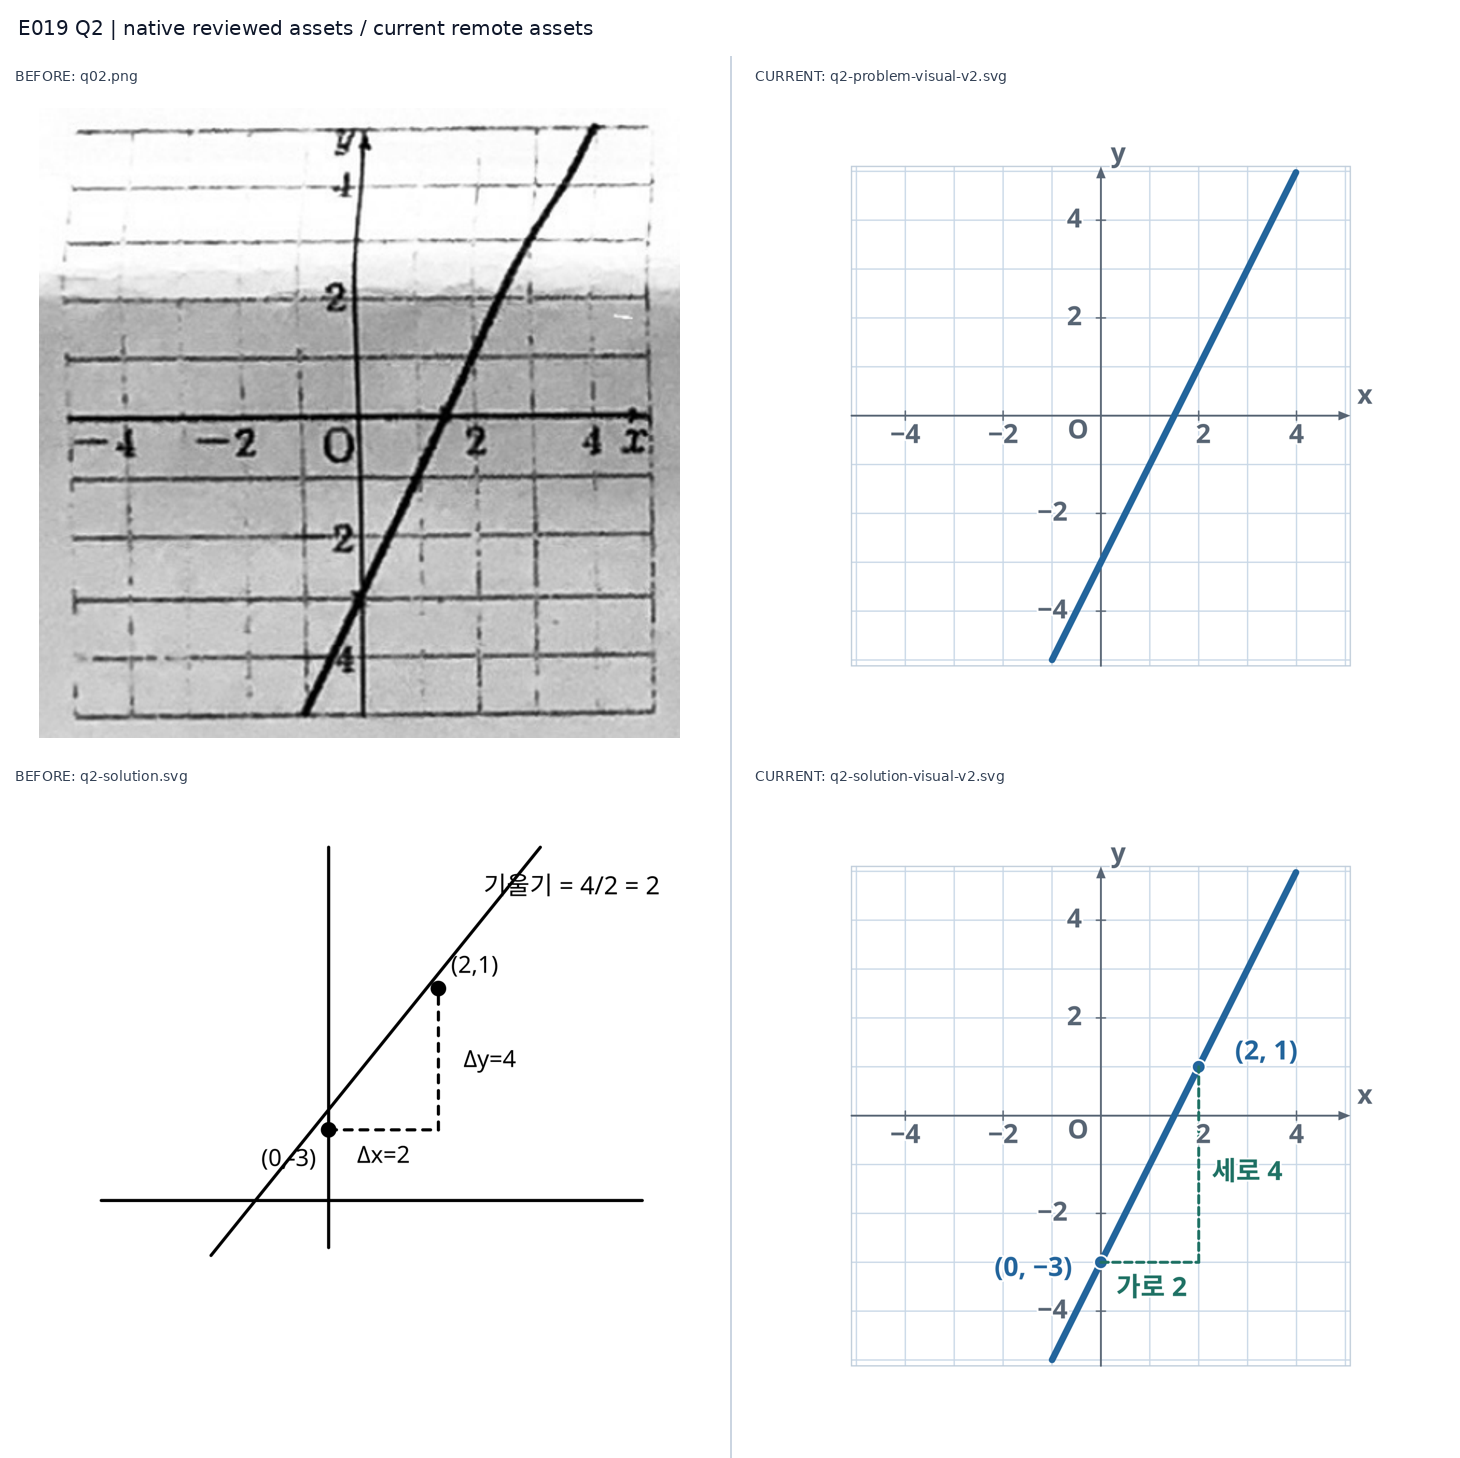 E019 Q2 | native reviewed assets / current remote assets
BEFORE: q02.png
y
4
2
−4 −2 O 2 4 x
2
4
CURRENT: q2-problem-visual-v2.svg
y
4
2
x
−4 −2 O 2 4
−2
−4
BEFORE: q2-solution.svg
기울기 = 4/2 = 2
(2,1)
Δy=4
(0,-3)
Δx=2
CURRENT: q2-solution-visual-v2.svg
y
4
2
(2, 1)
x
−4 −2 O 2 4
세로 4
−2
(0, −3)
가로 2
−4